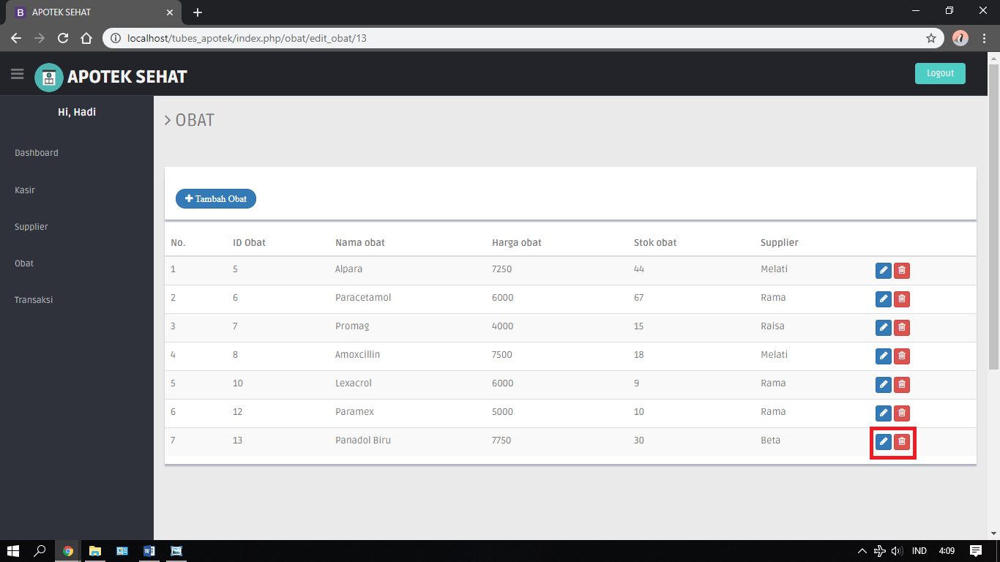 APOTEK SEHAT
localhost/tubes_apotek/index.php/obat/edit_obat/13
APOTEK SEHAT
Logout
Hi, Hadi
Dashboard
Kasir
Supplier
Obat
Transaksi
> OBAT
Tambah Obat
No. ID Obat Nama obat Harga obat Stok obat Supplier
1 5 Alpara 7250 44 Melati
2 6 Paracetamol 6000 67 Rama
3 7 Promag 4000 15 Raisa
4 8 Amoxcillin 7500 18 Melati
5 10 Lexacrol 6000 9 Rama
6 12 Paramex 5000 10 Rama
7 13 Panadol Biru 7750 30 Beta
IND 4:09